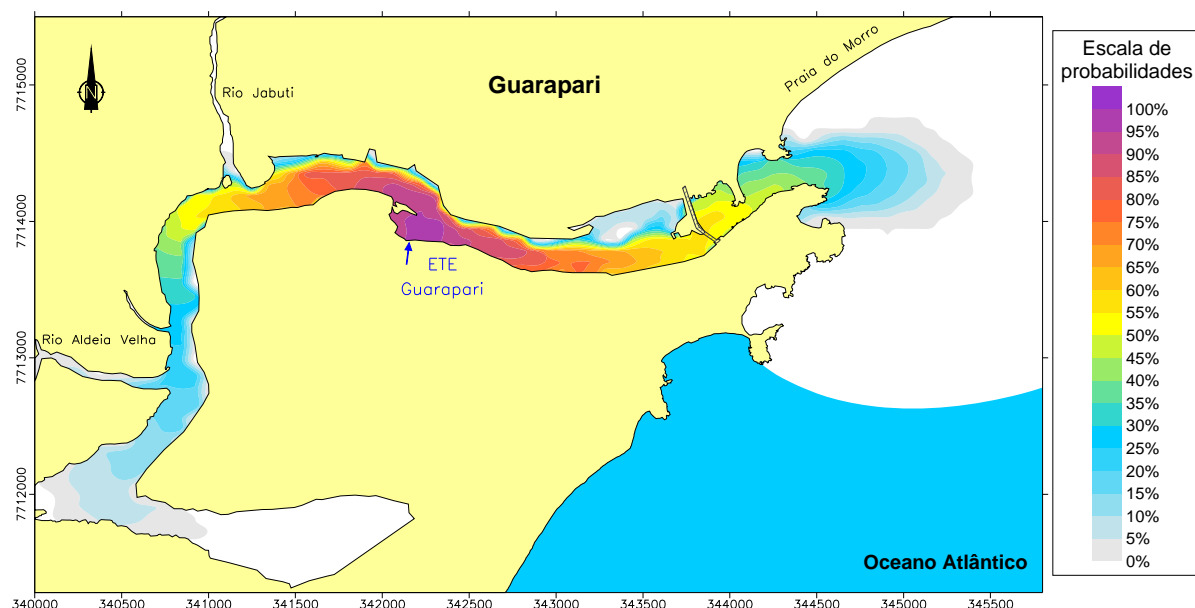 Guarapari
Praia do Morro
Rio Jabuti
N
ETE
Guarapari
Rio Aldeia Velha
Oceano Atlântico
7715000
7714000
7713000
7712000
340000 340500 341000 341500 342000 342500 343000 343500 344000 344500 345000 345500
Escala de
probabilidades
100%
95%
90%
85%
80%
75%
70%
65%
60%
55%
50%
45%
40%
35%
30%
25%
20%
15%
10%
5%
0%